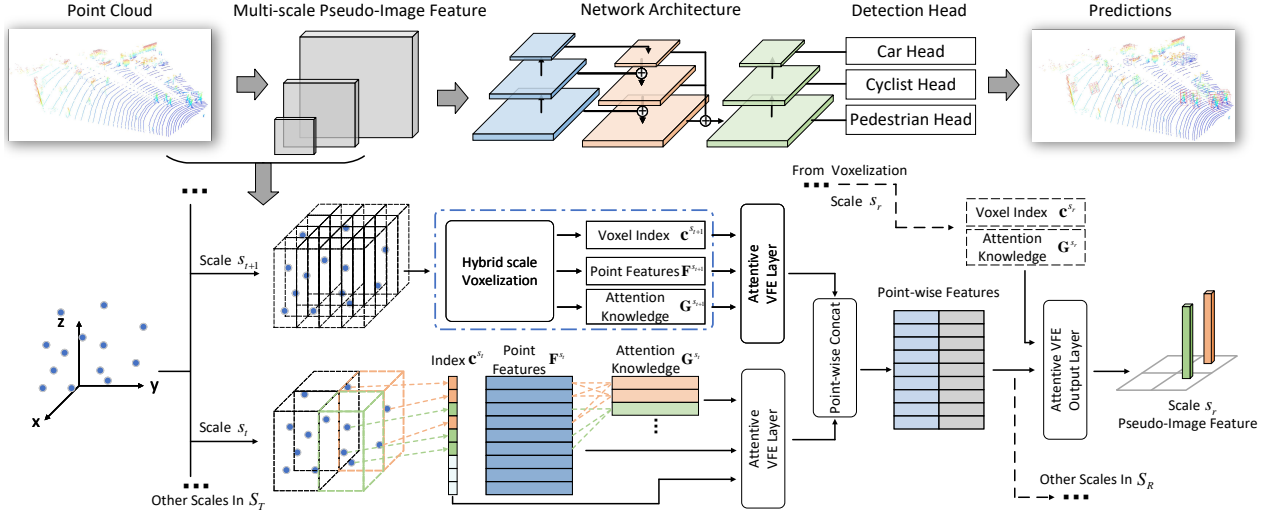 Point Cloud
Multi-scale Pseudo-Image Feature
Network Architecture
Detection Head
Predictions
Car Head
Cyclist Head
Pedestrian Head
From Voxelization
Scale s_r
Voxel Index c^{s_r}
Attention
Knowledge G^{s_r}
Scale s_{t+1}
Hybrid scale
Voxelization
Voxel Index c^{s_{t+1}}
Point Features F^{s_{t+1}}
Attention
Knowledge G^{s_{t+1}}
Attentive
VFE Layer
Point-wise Concat
Point-wise Features
Attentive VFE
Output Layer
Scale s_r
Pseudo-Image Feature
z
y
x
Index c^{s_t}
Point
Features
F^{s_t}
Attention
Knowledge
G^{s_t}
Scale s_t
Attentive
VFE Layer
Other Scales In S_T
Other Scales In S_R